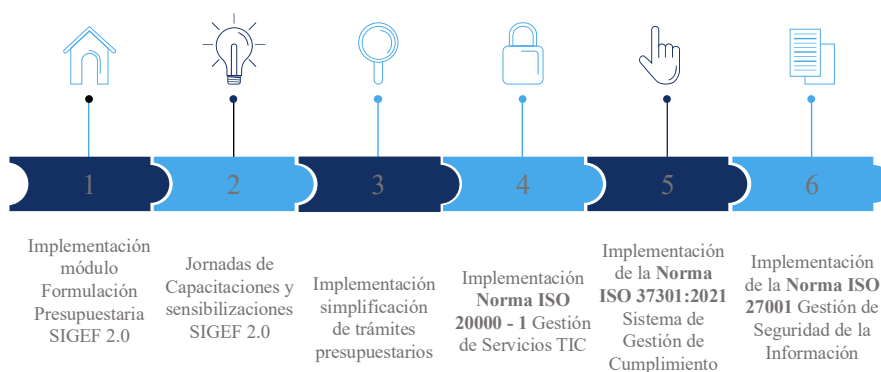 1
2
3
4
5
6
Implementación
módulo
Formulación
Presupuestaria
SIGEF 2.0
Jornadas de
Capacitaciones y
sensibilizaciones
SIGEF 2.0
Implementación
simplificación
de trámites
presupuestarios
Implementación
Norma ISO
20000 - 1 Gestión
de Servicios TIC
Implementación
de la Norma
ISO 37301:2021
Sistema de
Gestión de
Cumplimiento
Implementación
de la Norma ISO
27001 Gestión de
Seguridad de la
Información